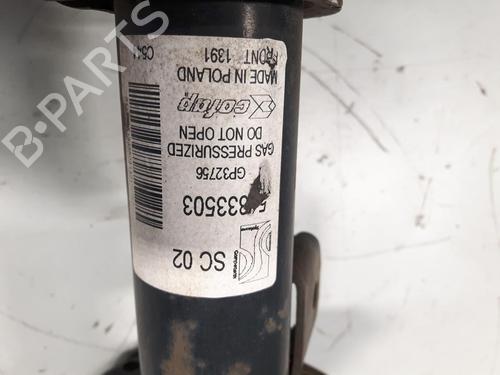 SC 02
833503
GP32756
GAS PRESSURIZED
DO NOT OPEN
cofap
MADE IN POLAND
FRONT 1391
B-PARTS